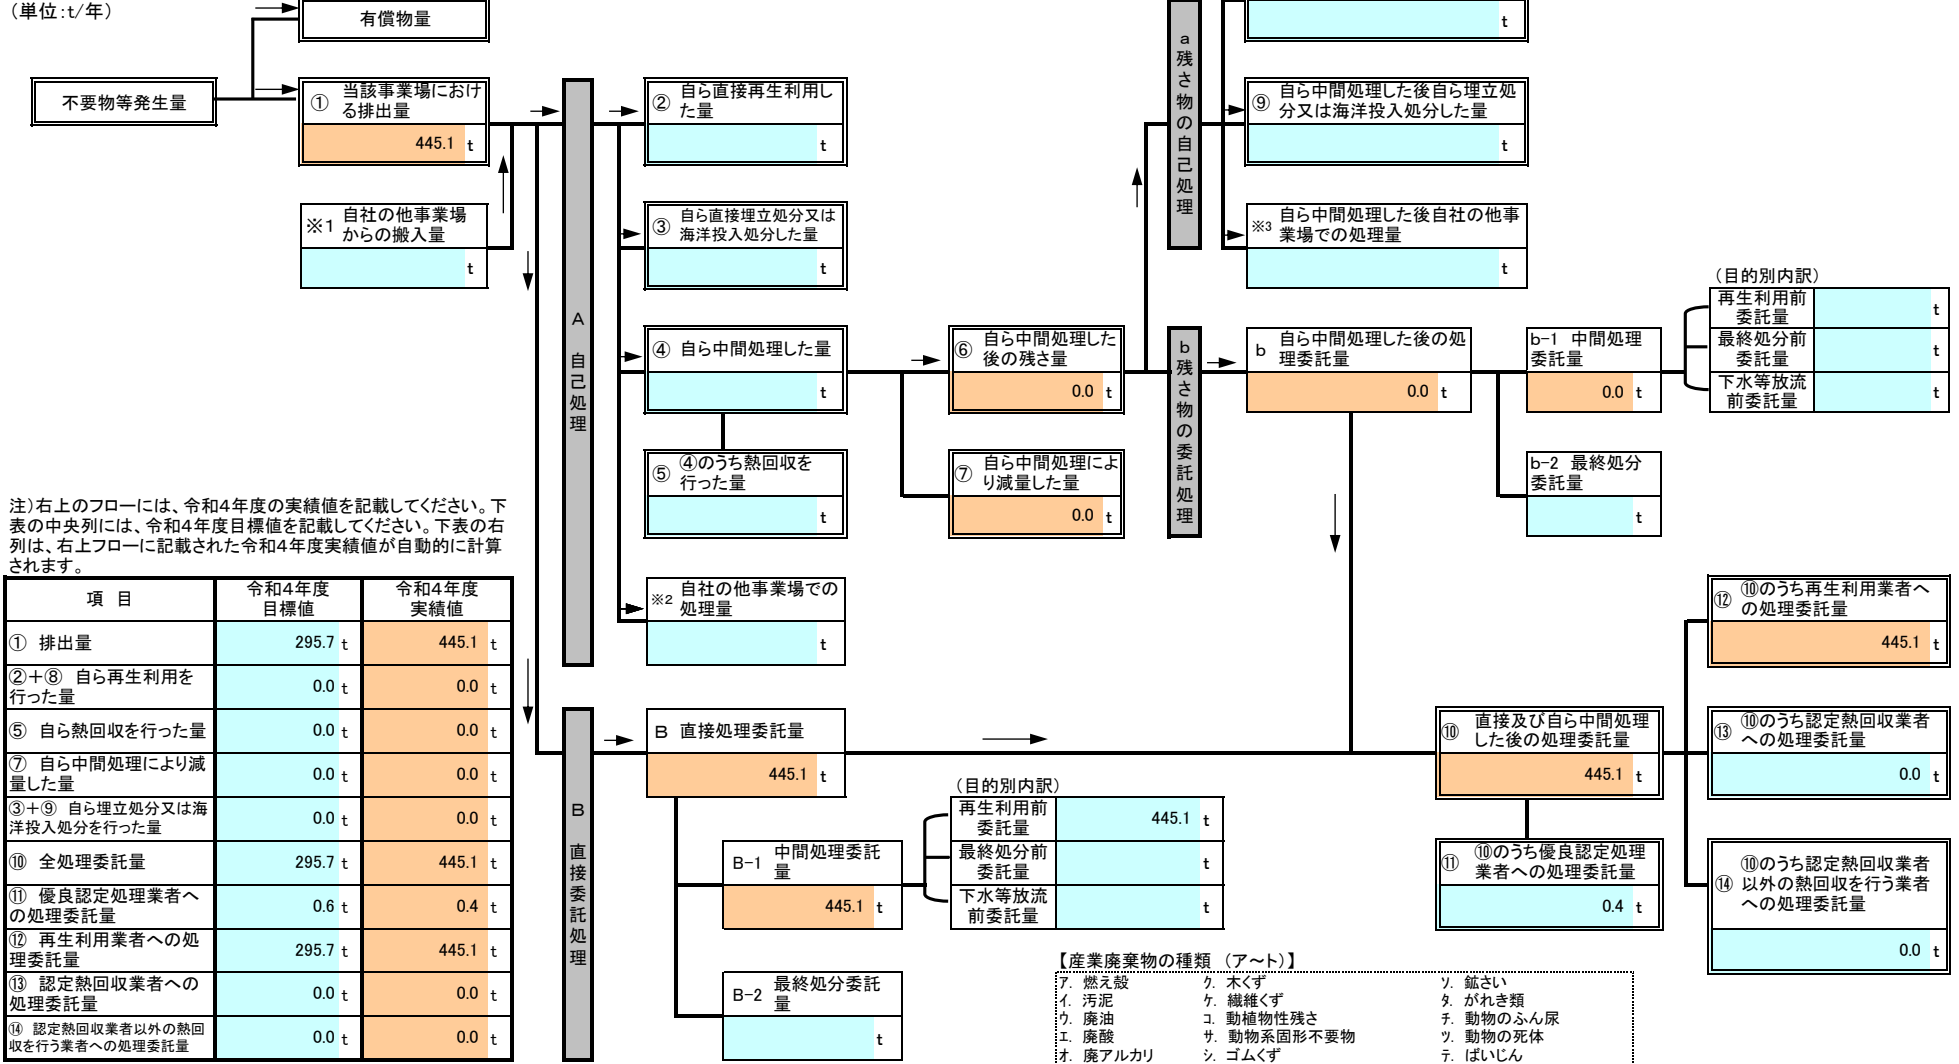 （単位：t/年）
有償物量
不要物等発生量
① 当該事業場におけ
る排出量
445.1 t
※1 自社の他事業場
からの搬入量
t
A 自己処理
② 自ら直接再生利用し
た量
t
③ 自ら直接埋立処分又は
海洋投入処分した量
t
④ 自ら中間処理した量
t
⑤ ④のうち熱回収を
行った量
t
※2 自社の他事業場での
処理量
t
⑥ 自ら中間処理した
後の残さ量
0.0 t
⑦ 自ら中間処理によ
り減量した量
0.0 t
a 残さ物の自己処理
t
⑨ 自ら中間処理した後自ら埋立処
分又は海洋投入処分した量
t
※3 自ら中間処理した後自社の他事
業場での処理量
t
b 残さ物の委託処理
b 自ら中間処理した後の処
理委託量
0.0 t
b-1 中間処理
委託量
0.0 t
b-2 最終処分
委託量
t
（目的別内訳）
再生利用前
委託量
t
最終処分前
委託量
t
下水等放流
前委託量
t
注）右上のフローには、令和４年度の実績値を記載してください。下
表の中央列には、令和４年度目標値を記載してください。下表の右
列は、右上フローに記載された令和４年度実績値が自動的に計算
されます。
項 目 令和４年度
目標値 令和４年度
実績値
① 排出量 295.7 t 445.1 t
②＋⑧ 自ら再生利用を
行った量 0.0 t 0.0 t
⑤ 自ら熱回収を行った量 0.0 t 0.0 t
⑦ 自ら中間処理により減
量した量 0.0 t 0.0 t
③＋⑨ 自ら埋立処分又は海
洋投入処分を行った量 0.0 t 0.0 t
⑩ 全処理委託量 295.7 t 445.1 t
⑪ 優良認定処理業者へ
の処理委託量 0.6 t 0.4 t
⑫ 再生利用業者への処
理委託量 295.7 t 445.1 t
⑬ 認定熱回収業者への
処理委託量 0.0 t 0.0 t
⑭ 認定熱回収業者以外の熱回
収を行う業者への処理委託量 0.0 t 0.0 t
B 直接委託処理
B 直接処理委託量
445.1 t
B-1 中間処理委託
量
445.1 t
B-2 最終処分委託
量
t
（目的別内訳）
再生利用前
委託量
445.1 t
最終処分前
委託量
t
下水等放流
前委託量
t
⑩ 直接及び自ら中間処理
した後の処理委託量
445.1 t
⑪ ⑩のうち優良認定処理
業者への処理委託量
0.4 t
⑫ ⑩のうち再生利用業者へ
の処理委託量
445.1 t
⑬ ⑩のうち認定熱回収業者
への処理委託量
0.0 t
⑭ ⑩のうち認定熱回収業者
以外の熱回収を行う業者
への処理委託量
0.0 t
【産業廃棄物の種類 （ア～ト）】
ア. 燃え殻 ク. 木くず ソ. 鉱さい
イ. 汚泥 ケ. 繊維くず タ. がれき類
ウ. 廃油 コ. 動植物性残さ チ. 動物のふん尿
エ. 廃酸 サ. 動物系固形不要物 ツ. 動物の死体
オ. 廃アルカリ シ. ゴムくず テ. ばいじん